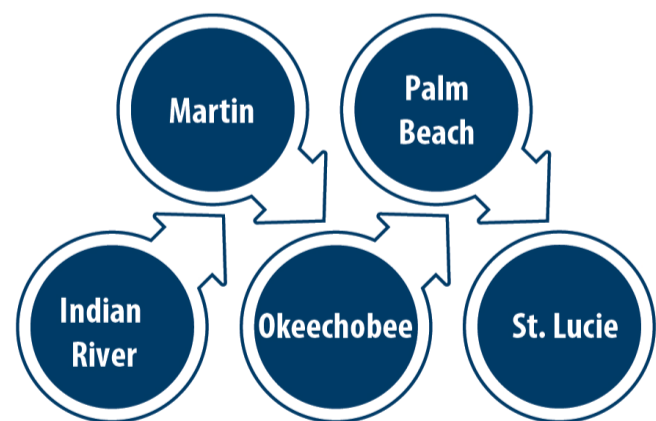 Martin
Palm
Beach
Indian
River
Okeechobee
St. Lucie